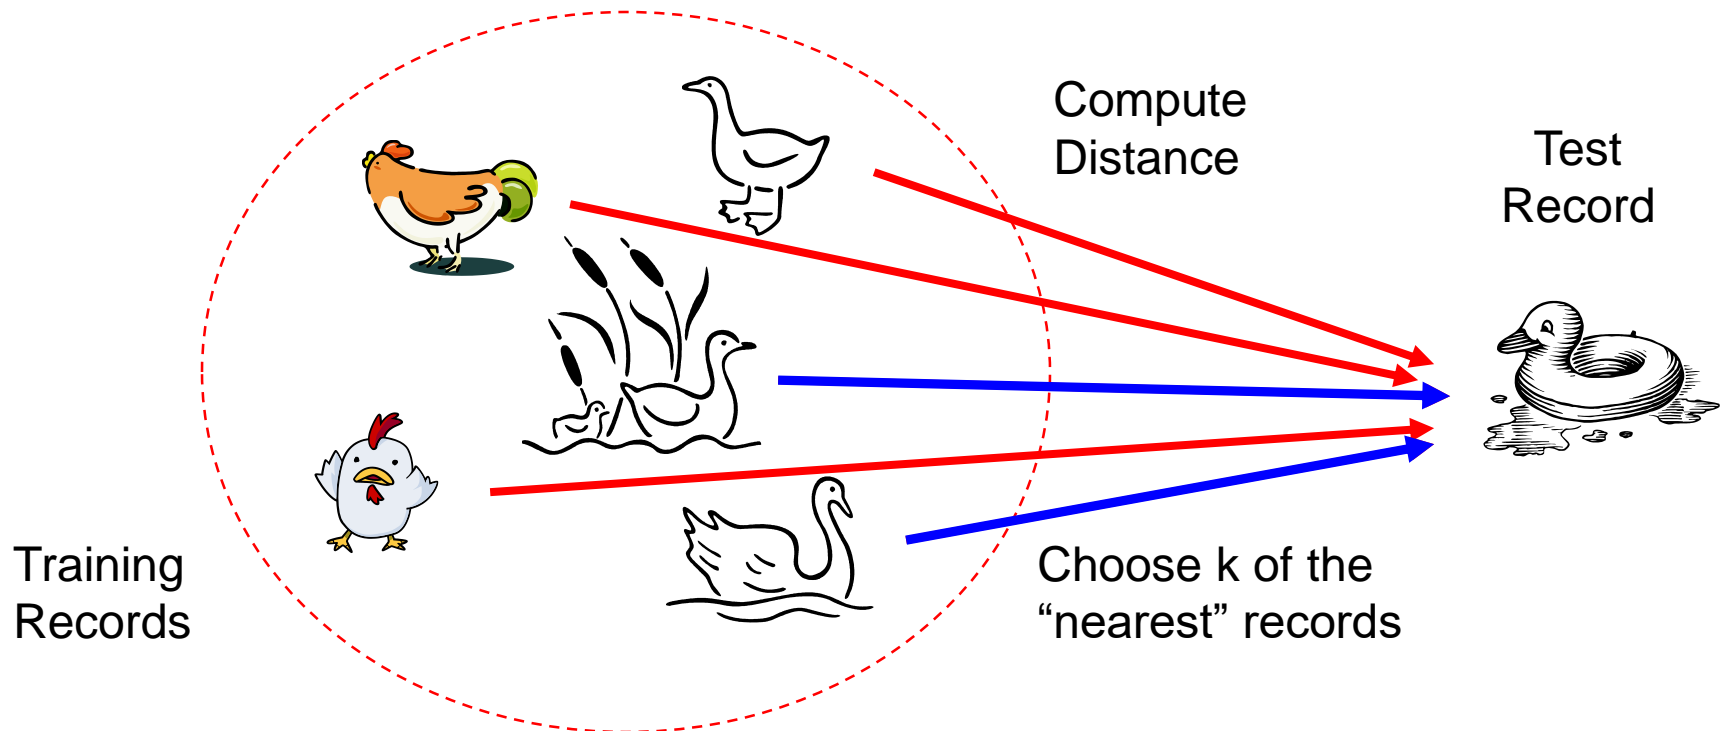 Compute
Distance
Test
Record
Training
Records
Choose k of the
“nearest” records